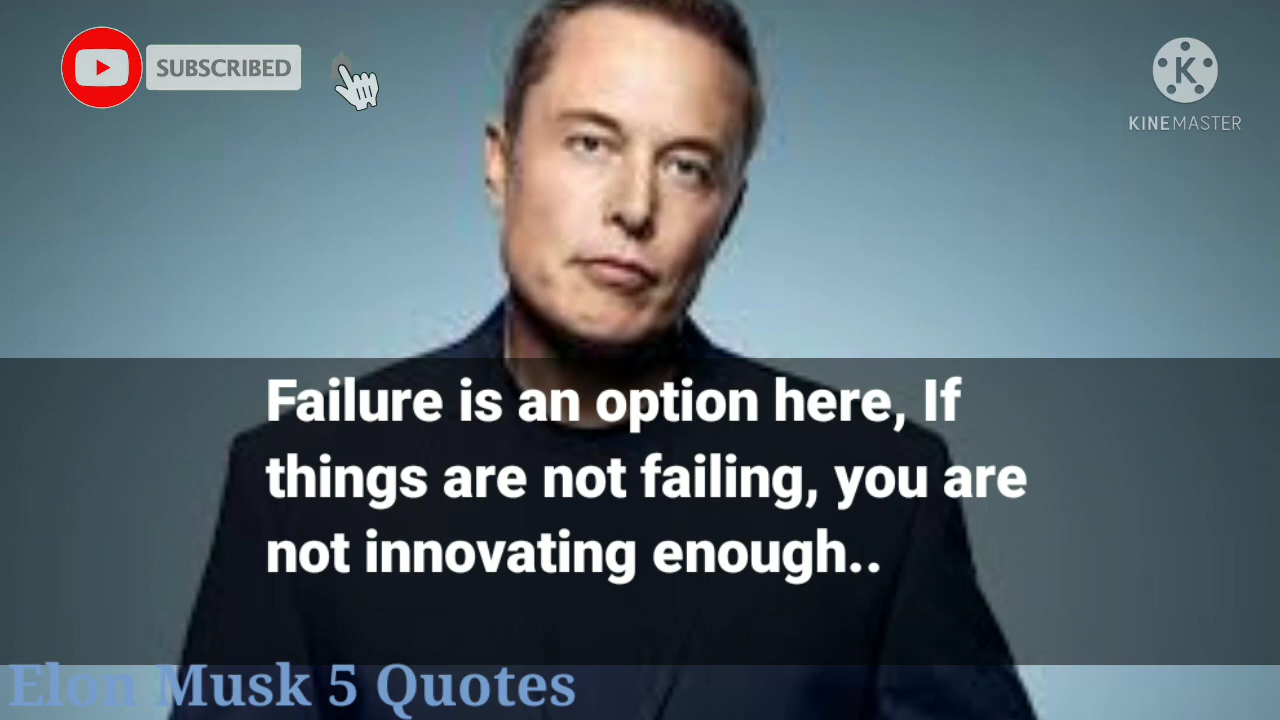 SUBSCRIBED
K
KINEMASTER
Failure is an option here, If
things are not failing, you are
not innovating enough..
Elon Musk 5 Quotes